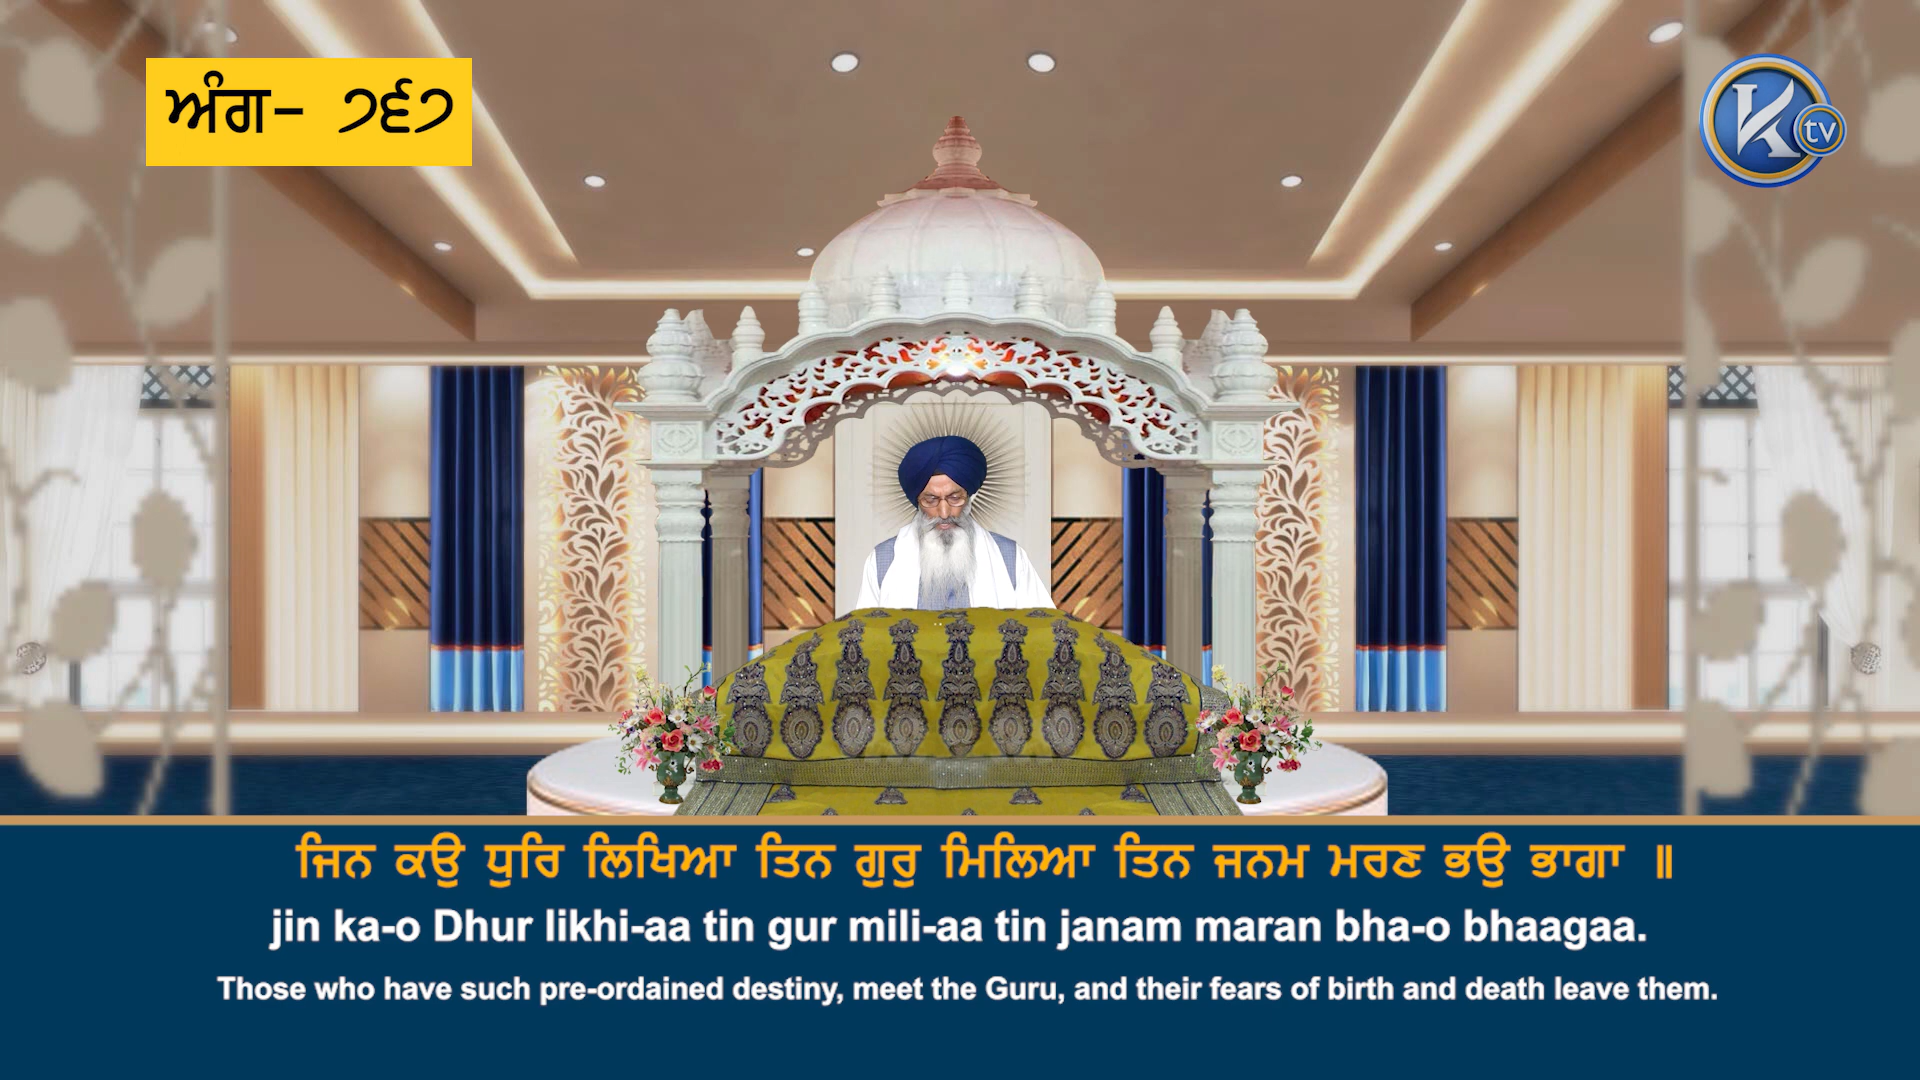 ਅੰਗ- ੭੬੭
K tv
ਜਿਨ ਕਉ ਧੁਰਿ ਲਿਖਿਆ ਤਿਨ ਗੁਰੁ ਮਿਲਿਆ ਤਿਨ ਜਨਮ ਮਰਣ ਭਉ ਭਾਗਾ ॥
jin ka-o Dhur likhi-aa tin gur mili-aa tin janam maran bha-o bhaagaa.
Those who have such pre-ordained destiny, meet the Guru, and their fears of birth and death leave them.